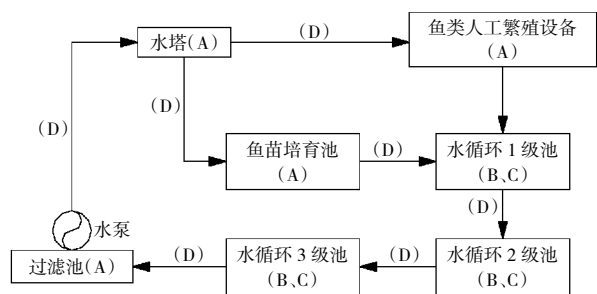 水塔(A)
(D)
鱼类人工繁殖设备
(A)
(D)
(D)
鱼苗培育池
(A)
(D)
水循环1级池
(B、C)
(D)
水泵
过滤池(A)
(D)
水循环3级池
(B、C)
(D)
水循环2级池
(B、C)